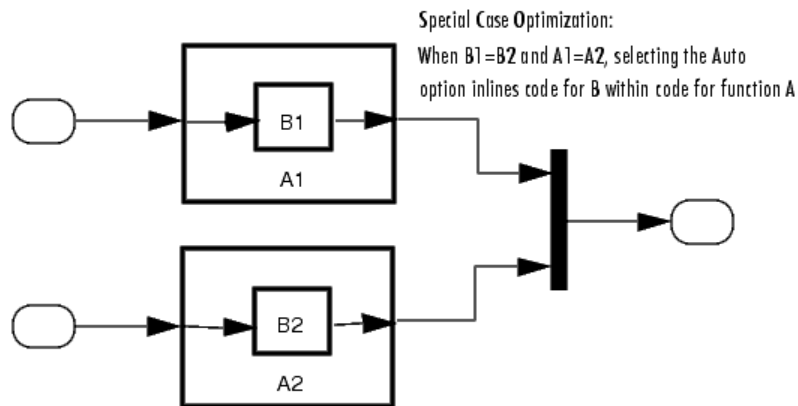 Special Case Optimization:
When B1=B2 and A1=A2, selecting the Auto
option inlines code for B within code for function A
B1
A1
B2
A2